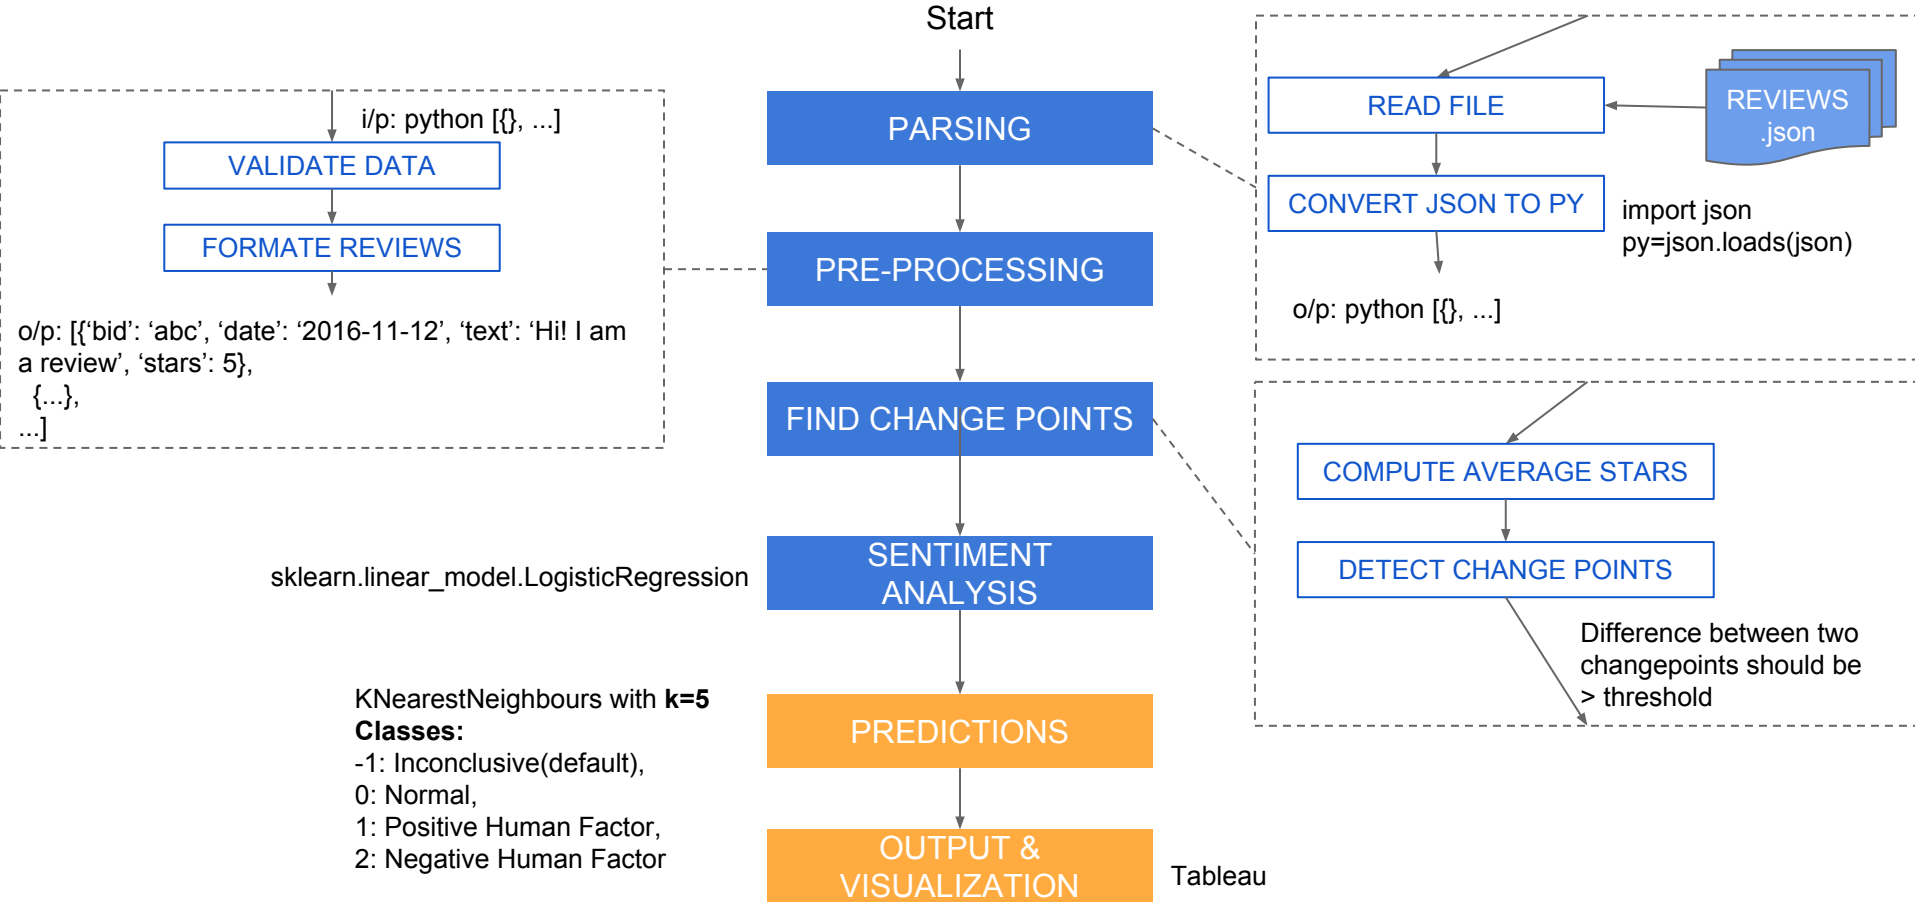 Start
PARSING
READ FILE
REVIEWS
.json
CONVERT JSON TO PY
import json
py=json.loads(json)
o/p: python [{}, ...]
i/p: python [{}, ...]
VALIDATE DATA
FORMATE REVIEWS
o/p: [{‘bid’: ‘abc’, ‘date’: ‘2016-11-12’, ‘text’: ‘Hi! I am
a review’, ‘stars’: 5},
{...},
...]
PRE-PROCESSING
FIND CHANGE POINTS
COMPUTE AVERAGE STARS
DETECT CHANGE POINTS
Difference between two
changepoints should be
> threshold
sklearn.linear_model.LogisticRegression
SENTIMENT
ANALYSIS
KNearestNeighbours with k=5
Classes:
-1: Inconclusive(default),
0: Normal,
1: Positive Human Factor,
2: Negative Human Factor
PREDICTIONS
OUTPUT &
VISUALIZATION
Tableau